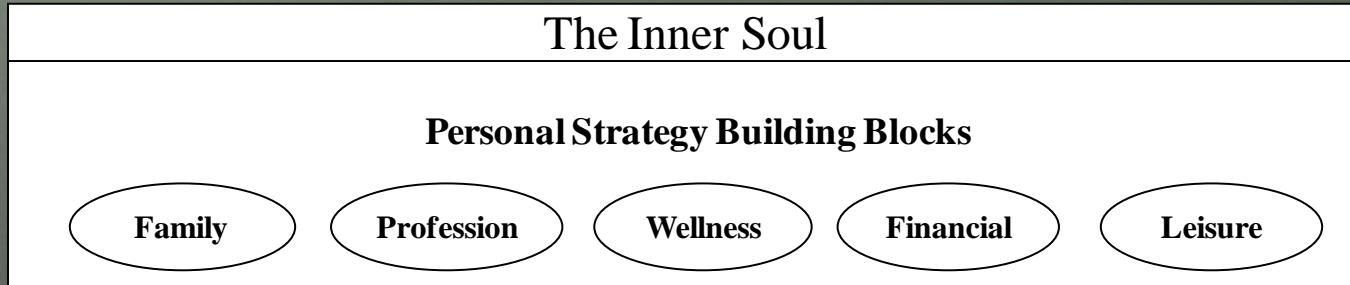 The Inner Soul
Personal Strategy Building Blocks
Family Profession Wellness Financial Leisure